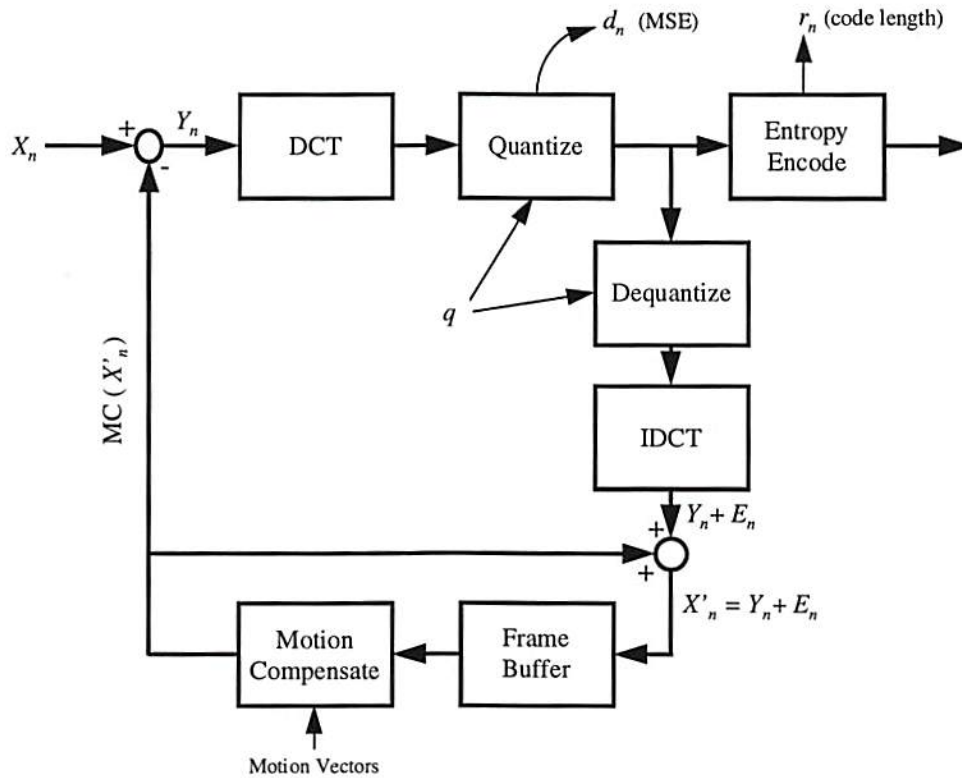 d_n (MSE)
r_n (code length)
X_n
+
-
Y_n
DCT
Quantize
Entropy
Encode
q
Dequantize
MC ( X'_n )
IDCT
Y_n + E_n
+
+
X'_n = Y_n + E_n
Motion
Compensate
Frame
Buffer
Motion Vectors